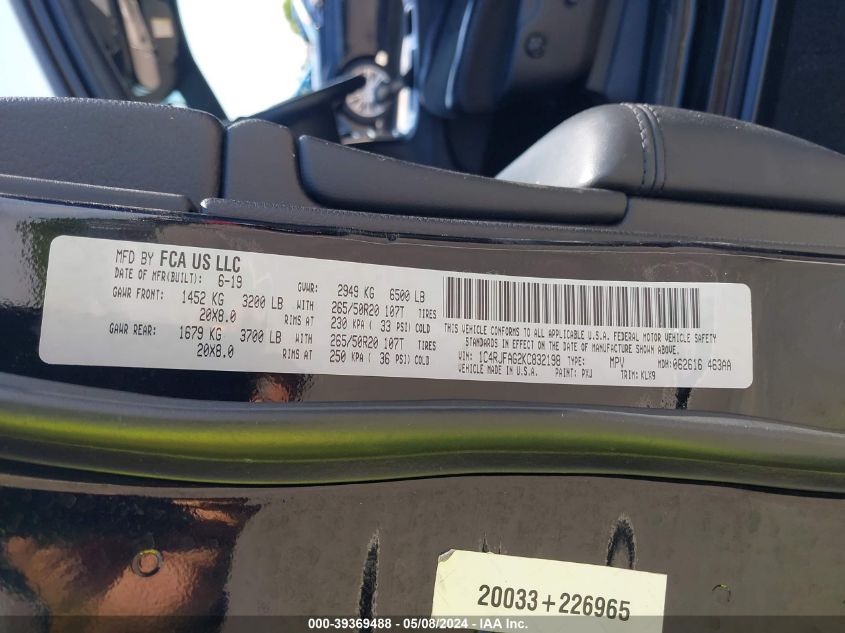 MFD BY FCA US LLC
DATE OF MFR(BUILT): 6-19 GVWR: 2949 KG 6500 LB
GAWR FRONT: 1452 KG 3200 LB WITH 265/50R20 107T TIRES
20X8.0 RIMS AT 230 KPA ( 33 PSI) COLD
GAWR REAR: 1679 KG 3700 LB WITH 265/50R20 107T TIRES
20X8.0 RIMS AT 250 KPA ( 36 PSI) COLD
THIS VEHICLE CONFORMS TO ALL APPLICABLE U.S.A. FEDERAL MOTOR VEHICLE SAFETY
STANDARDS IN EFFECT ON THE DATE OF MANUFACTURE SHOWN ABOVE.
VIN: 1C4RJFAG2KC832198 TYPE: MPV MDH: 062616 463AA
VEHICLE MADE IN U.S.A. PAINT: PXJ TRIM: KLX9
20033+226965
000-39369488 - 05/08/2024 - IAA Inc.